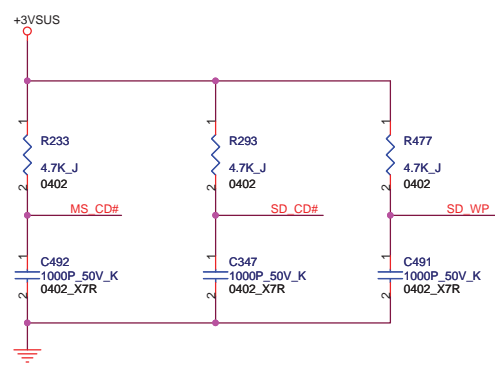 +3VSUS
1
R233
4.7K_J
2
0402
MS_CD#
1
C492
1000P_50V_K
2
0402_X7R
1
R293
4.7K_J
2
0402
SD_CD#
1
C347
1000P_50V_K
2
0402_X7R
1
R477
4.7K_J
2
0402
SD_WP
1
C491
1000P_50V_K
2
0402_X7R